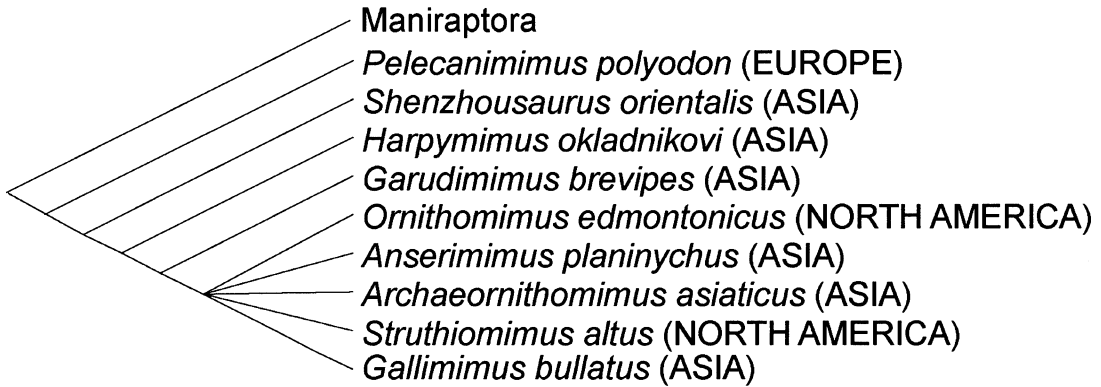 Maniraptora
Pelecanimimus polyodon (EUROPE)
Shenzhousaurus orientalis (ASIA)
Harpymimus okladnikovi (ASIA)
Garudimimus brevipes (ASIA)
Ornithomimus edmontonicus (NORTH AMERICA)
Anserimimus planinychus (ASIA)
Archaeornithomimus asiaticus (ASIA)
Struthiomimus altus (NORTH AMERICA)
Gallimimus bullatus (ASIA)